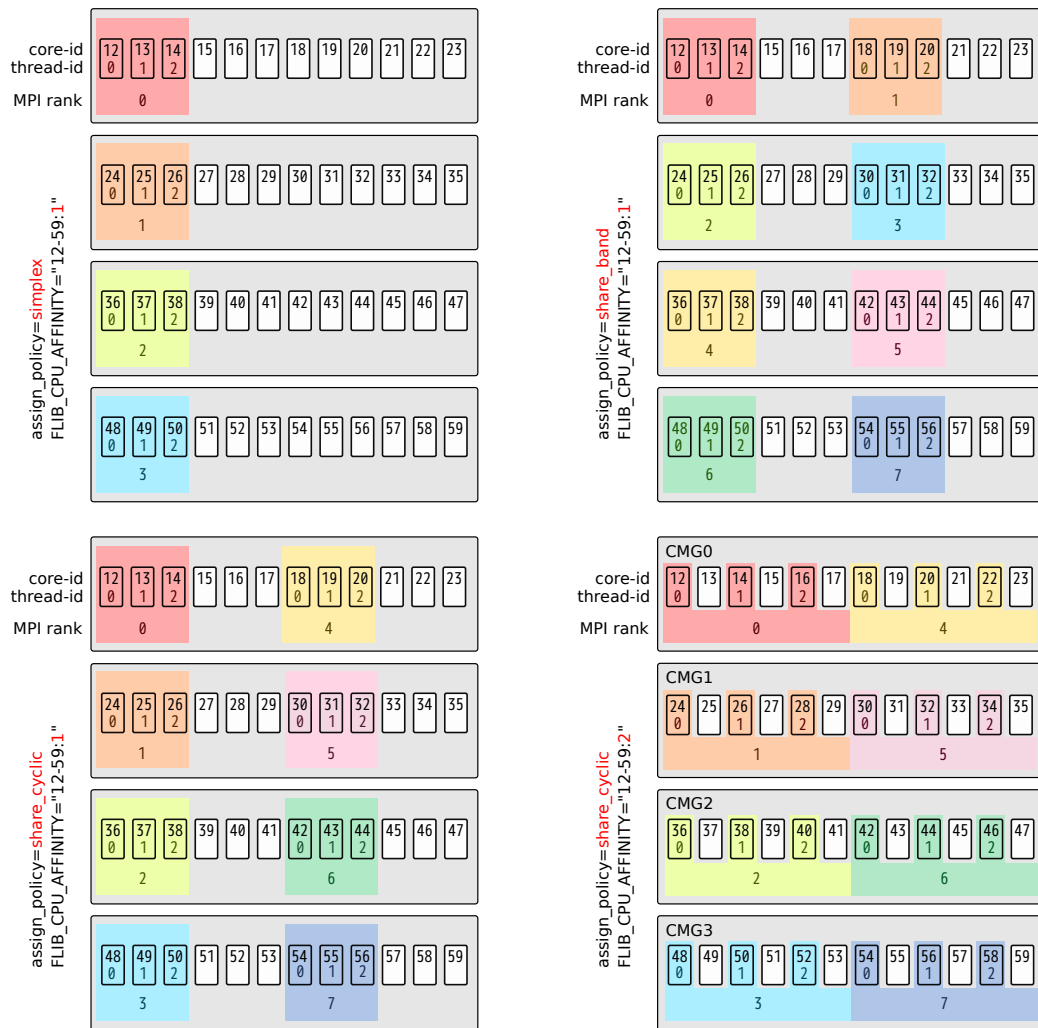 core-id
thread-id
MPI rank
12 13 14 15 16 17 18 19 20 21 22 23
0 1 2
0
24 25 26 27 28 29 30 31 32 33 34 35
0 1 2
1
36 37 38 39 40 41 42 43 44 45 46 47
0 1 2
2
48 49 50 51 52 53 54 55 56 57 58 59
0 1 2
3
assign_policy=simplex
FLIB_CPU_AFFINITY="12-59:1"
core-id
thread-id
MPI rank
12 13 14 15 16 17 18 19 20 21 22 23
0 1 2 0 1 2
0 1
24 25 26 27 28 29 30 31 32 33 34 35
0 1 2 0 1 2
2 3
36 37 38 39 40 41 42 43 44 45 46 47
0 1 2 0 1 2
4 5
48 49 50 51 52 53 54 55 56 57 58 59
0 1 2 0 1 2
6 7
assign_policy=share_band
FLIB_CPU_AFFINITY="12-59:1"
core-id
thread-id
MPI rank
12 13 14 15 16 17 18 19 20 21 22 23
0 1 2 0 1 2
0 4
24 25 26 27 28 29 30 31 32 33 34 35
0 1 2 0 1 2
1 5
36 37 38 39 40 41 42 43 44 45 46 47
0 1 2 0 1 2
2 6
48 49 50 51 52 53 54 55 56 57 58 59
0 1 2 0 1 2
3 7
assign_policy=share_cyclic
FLIB_CPU_AFFINITY="12-59:1"
core-id
thread-id
MPI rank
CMG0
12 13 14 15 16 17 18 19 20 21 22 23
0 1 2 0 1 2
0 4
CMG1
24 25 26 27 28 29 30 31 32 33 34 35
0 1 2 0 1 2
1 5
CMG2
36 37 38 39 40 41 42 43 44 45 46 47
0 1 2 0 1 2
2 6
CMG3
48 49 50 51 52 53 54 55 56 57 58 59
0 1 2 0 1 2
3 7
assign_policy=share_cyclic
FLIB_CPU_AFFINITY="12-59:2"